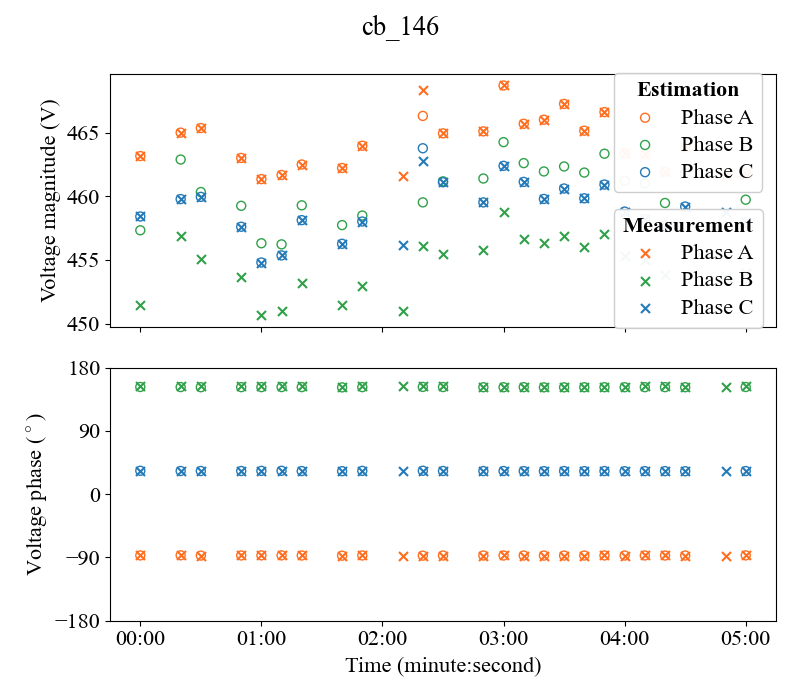 cb_146
Voltage magnitude (V)
465
460
455
450
Estimation
Phase A
Phase B
Phase C
Measurement
Phase A
Phase B
Phase C
Voltage phase (°)
180
90
0
−90
−180
00:00 01:00 02:00 03:00 04:00 05:00
Time (minute:second)